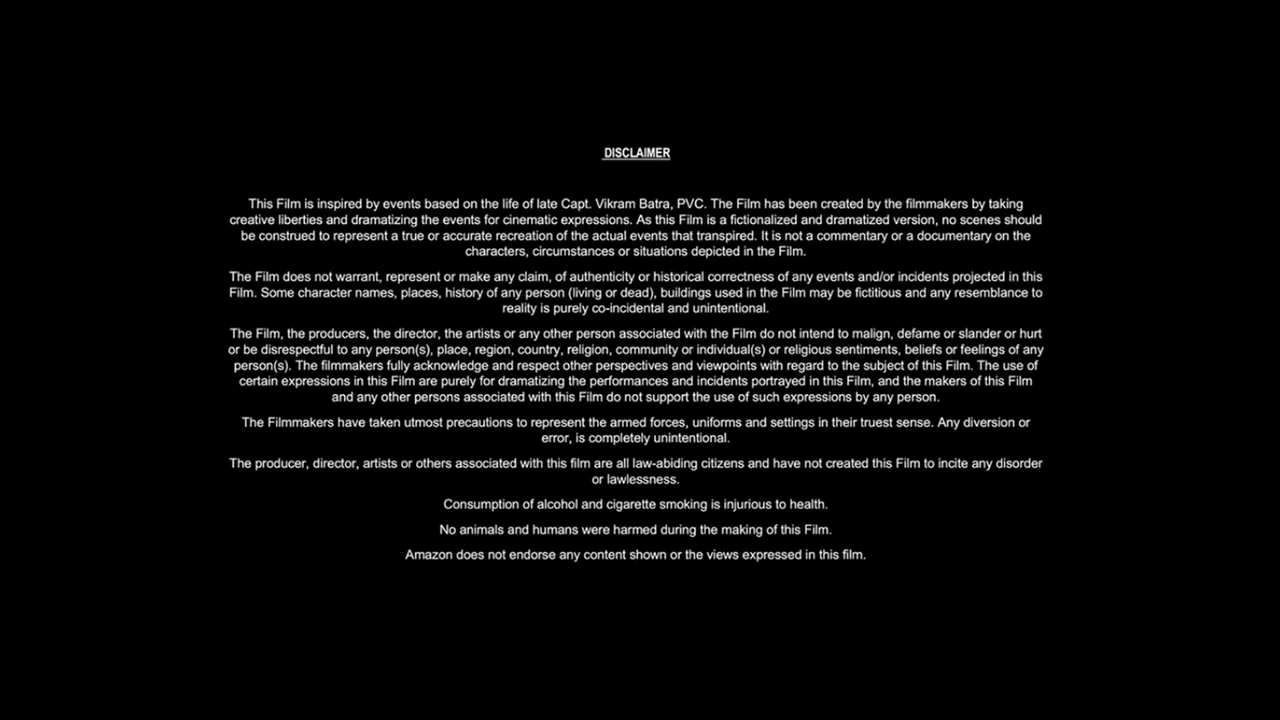 DISCLAIMER
This Film is inspired by events based on the life of late Capt. Vikram Batra, PVC. The Film has been created by the filmmakers by taking
creative liberties and dramatizing the events for cinematic expressions. As this Film is a fictionalized and dramatized version, no scenes should
be construed to represent a true or accurate recreation of the actual events that transpired. It is not a commentary or a documentary on the
characters, circumstances or situations depicted in the Film.
The Film does not warrant, represent or make any claim, of authenticity or historical correctness of any events and/or incidents projected in this
Film. Some character names, places, history of any person (living or dead), buildings used in the Film may be fictitious and any resemblance to
reality is purely co-incidental and unintentional.
The Film, the producers, the director, the artists or any other person associated with the Film do not intend to malign, defame or slander or hurt
or be disrespectful to any person(s), place, region, country, religion, community or individual(s) or religious sentiments, beliefs or feelings of any
person(s). The filmmakers fully acknowledge and respect other perspectives and viewpoints with regard to the subject of this Film. The use of
certain expressions in this Film are purely for dramatizing the performances and incidents portrayed in this Film, and the makers of this Film
and any other persons associated with this Film do not support the use of such expressions by any person.
The Filmmakers have taken utmost precautions to represent the armed forces, uniforms and settings in their truest sense. Any diversion or
error, is completely unintentional.
The producer, director, artists or others associated with this film are all law-abiding citizens and have not created this Film to incite any disorder
or lawlessness.
Consumption of alcohol and cigarette smoking is injurious to health.
No animals and humans were harmed during the making of this Film.
Amazon does not endorse any content shown or the views expressed in this film.